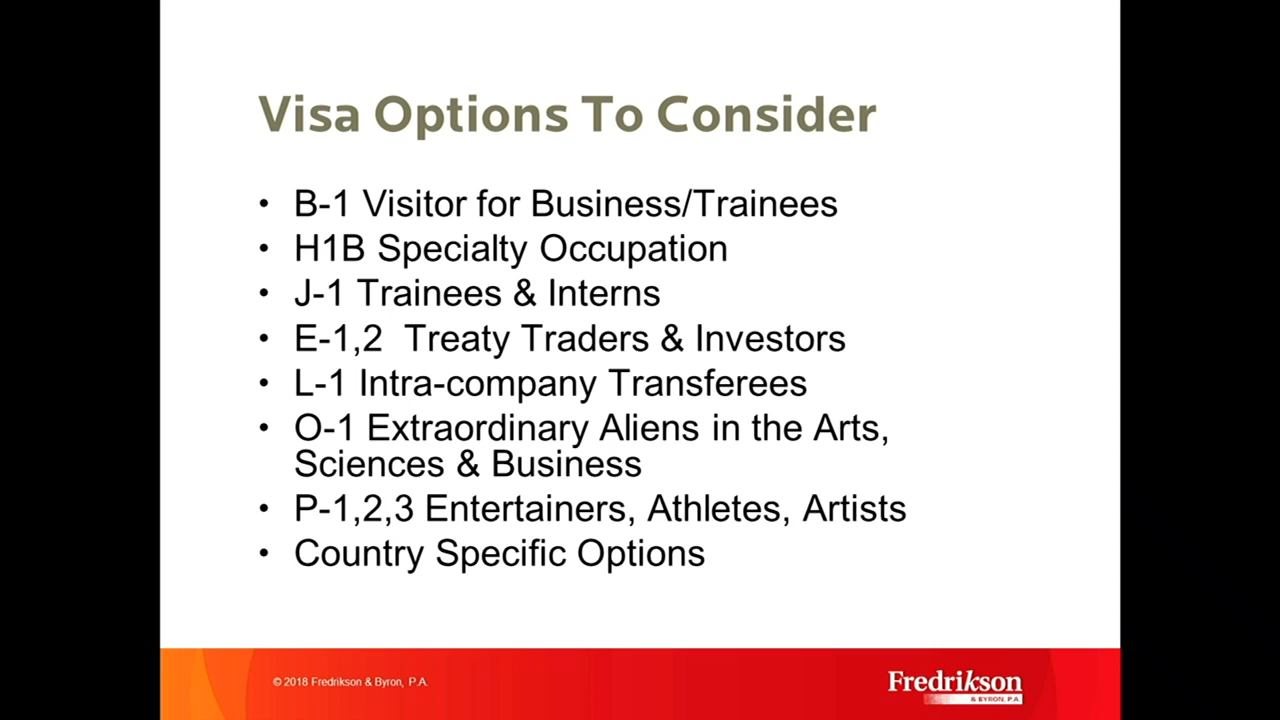 Visa Options To Consider
• B-1 Visitor for Business/Trainees
• H1B Specialty Occupation
• J-1 Trainees & Interns
• E-1,2  Treaty Traders & Investors
• L-1 Intra-company Transferees
• O-1 Extraordinary Aliens in the Arts,
Sciences & Business
• P-1,2,3 Entertainers, Athletes, Artists
• Country Specific Options
© 2018 Fredrikson & Byron, P.A.
Fredrikson
& BYRON, P.A.